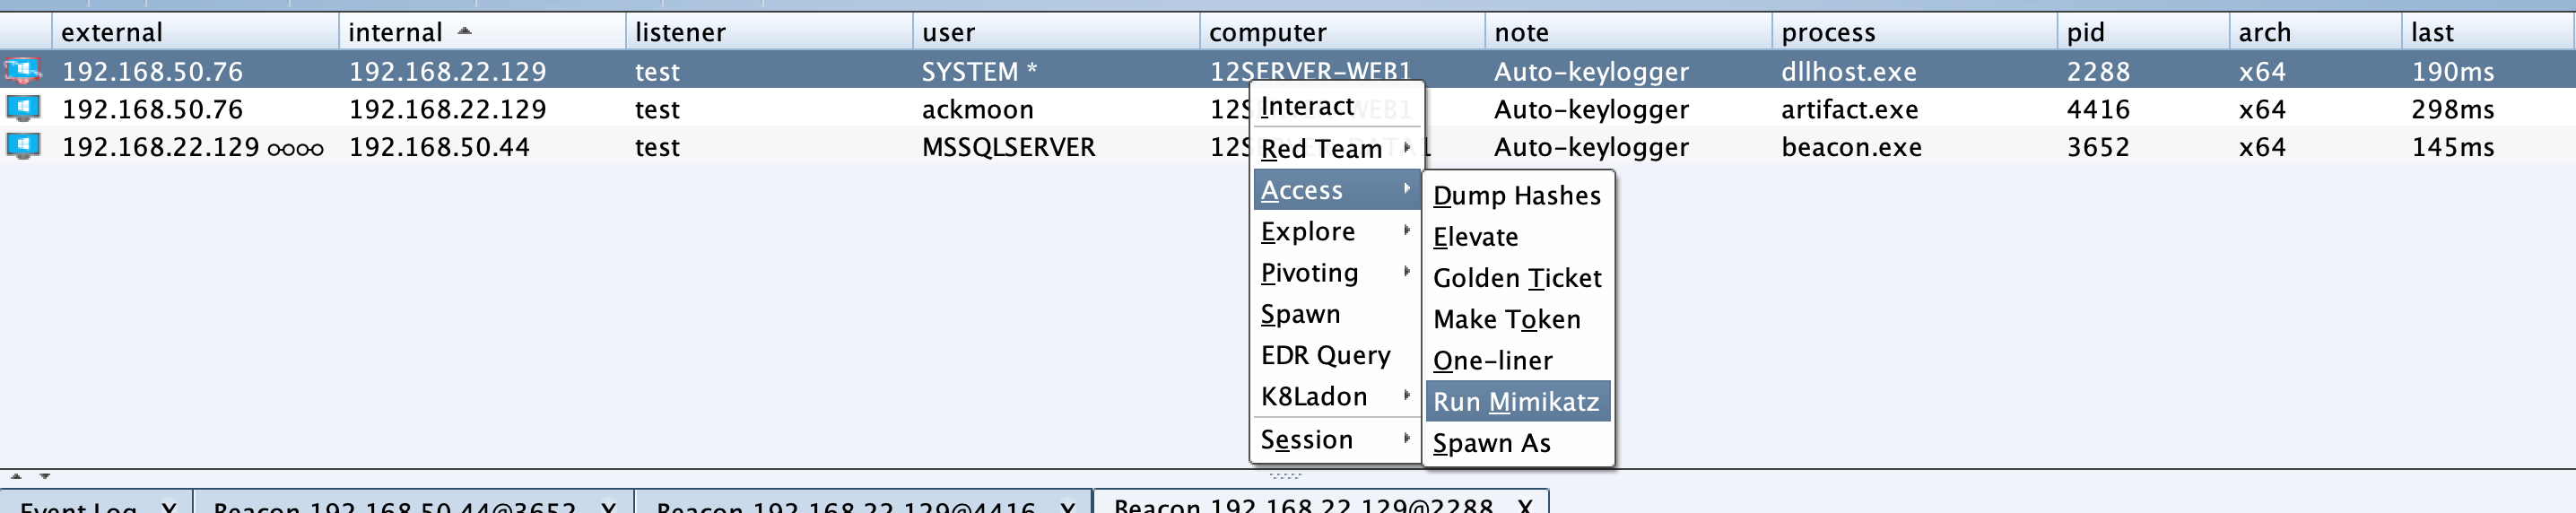 external internal listener user computer note process pid arch last
192.168.50.76 192.168.22.129 test SYSTEM * 12SERVER-WEB1 Auto-keylogger dllhost.exe 2288 x64 190ms
192.168.50.76 192.168.22.129 test ackmoon 12S WEB1 Auto-keylogger artifact.exe 4416 x64 298ms
192.168.22.129 192.168.50.44 test MSSQLSERVER 12S Auto-keylogger beacon.exe 3652 x64 145ms
Interact
Red Team
Access
Explore
Pivoting
Spawn
EDR Query
K8Ladon
Session
Dump Hashes
Elevate
Golden Ticket
Make Token
One-liner
Run Mimikatz
Spawn As
Event Log X Beacon 192.168.50.44@3652 X Beacon 192.168.22.129@4416 X Beacon 192.168.22.129@2288 X